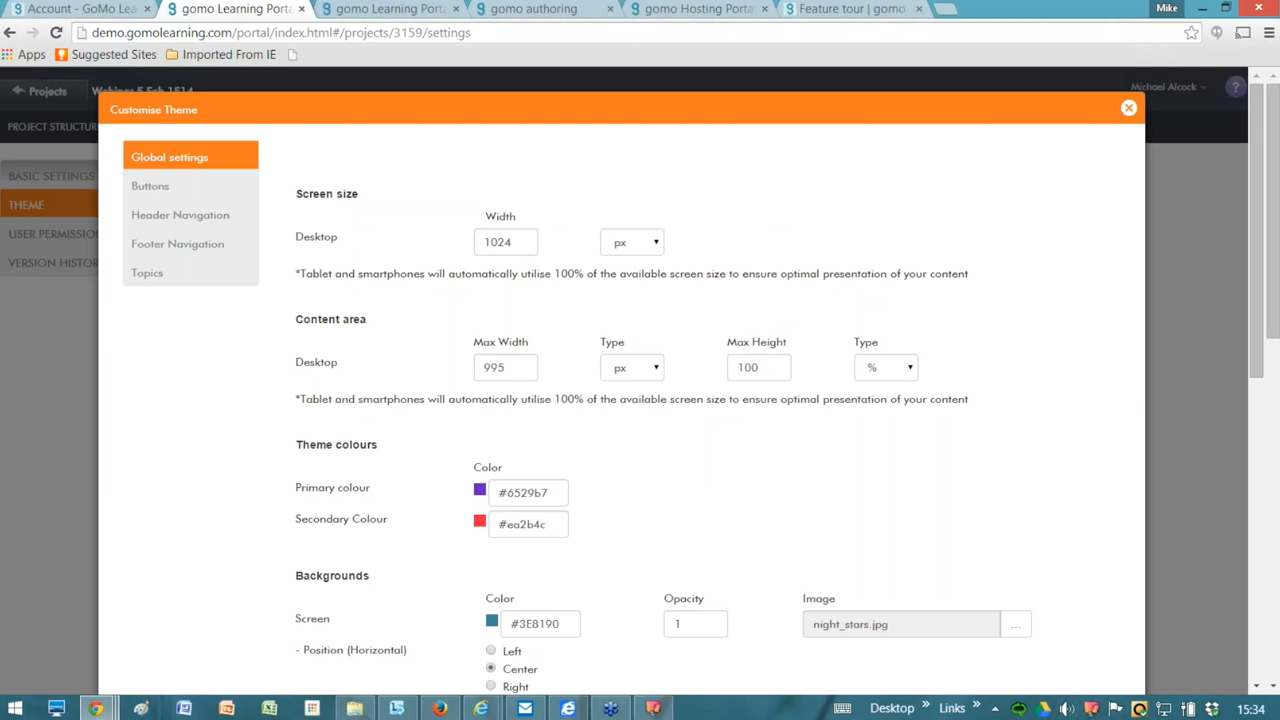 Account - GoMo Lea
gomo Learning Porta
gomo Learning Porta
gomo authoring
gomo Hosting Portal
Feature tour | gomo
Mike
demo.gomolearning.com/portal/index.html#/projects/3159/settings
Apps Suggested Sites Imported From IE
Projects
Webinar 5 Feb 1514
Michael Alcock
?
PROJECT STRUCTUR
BASIC SETTINGS
THEME
USER PERMISSIO
VERSION HISTOR
Customise Theme
Global settings
Buttons
Header Navigation
Footer Navigation
Topics
Screen size
Width
Desktop 1024 px
*Tablet and smartphones will automatically utilise 100% of the available screen size to ensure optimal presentation of your content
Content area
Max Width Type Max Height Type
Desktop 995 px 100 %
*Tablet and smartphones will automatically utilise 100% of the available screen size to ensure optimal presentation of your content
Theme colours
Color
Primary colour #6529b7
Secondary Colour #ea2b4c
Backgrounds
Color Opacity Image
Screen #3E8190 1 night_stars.jpg ...
- Position (Horizontal) Left
Center
Right
Desktop Links 15:34